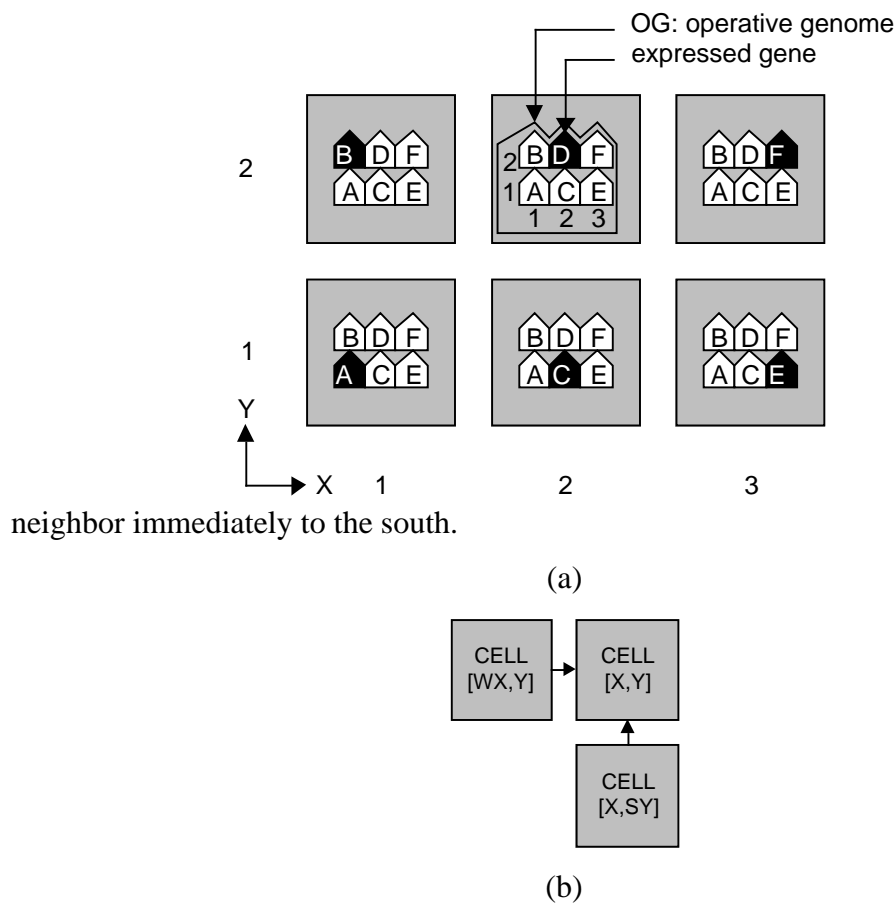 OG: operative genome
expressed gene
2
B D F
A C E
2 B D F
1 A C E
1 2 3
B D F
A C E
1
B D F
A C E
B D F
A C E
B D F
A C E
Y
X 1 2 3
neighbor immediately to the south.
(a)
CELL
[WX,Y]
CELL
[X,Y]
CELL
[X,SY]
(b)